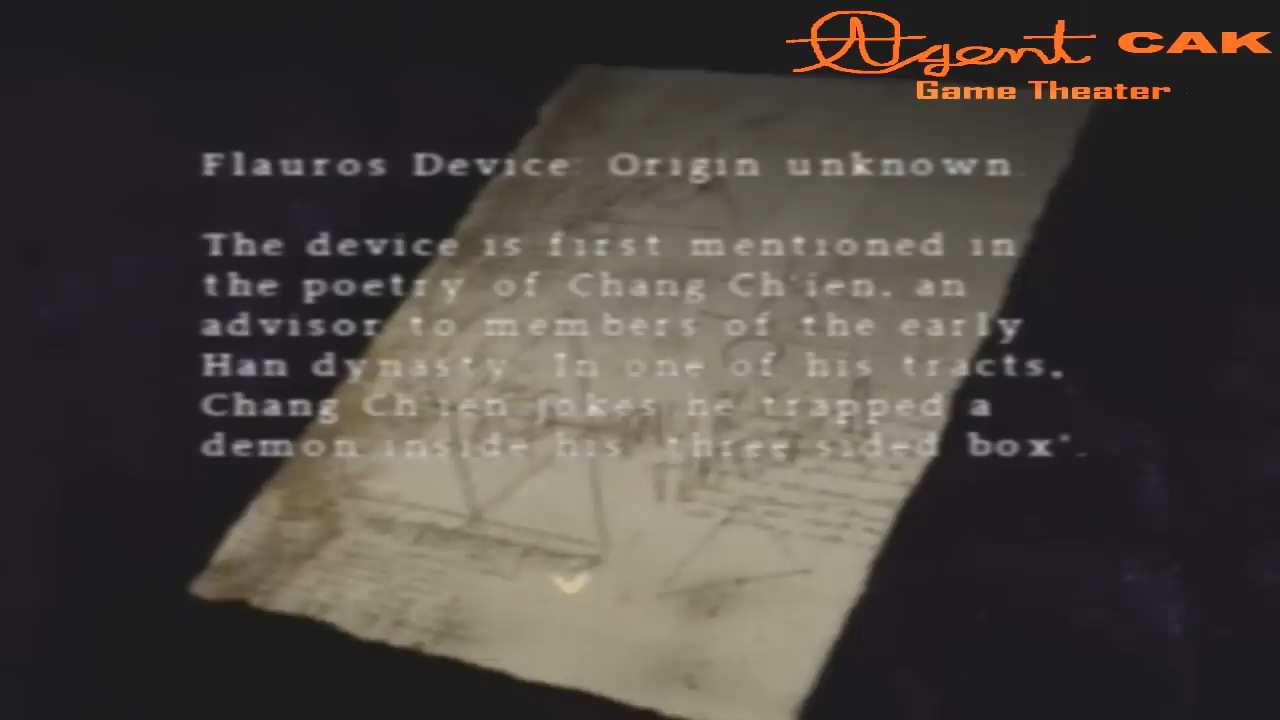 Agent CAK
Game Theater
Flauros Device: Origin unknown.
The device is first mentioned in
the poetry of Chang Ch'ien, an
advisor to members of the early
Han dynasty. In one of his tracts,
Chang Ch'ien jokes he trapped a
demon inside his "three sided box".